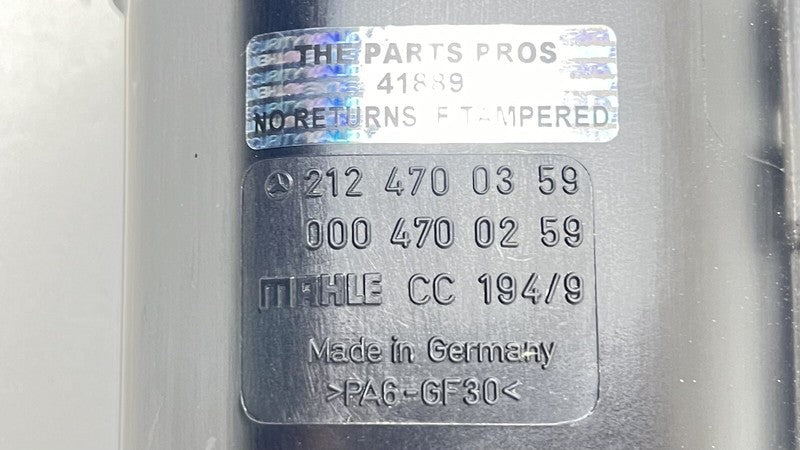 THE PARTS PROS
41889
NO RETURNS IF TAMPERED
212 470 03 59
000 470 02 59
MAHLE CC 194/9
Made in Germany
>PA6-GF30<